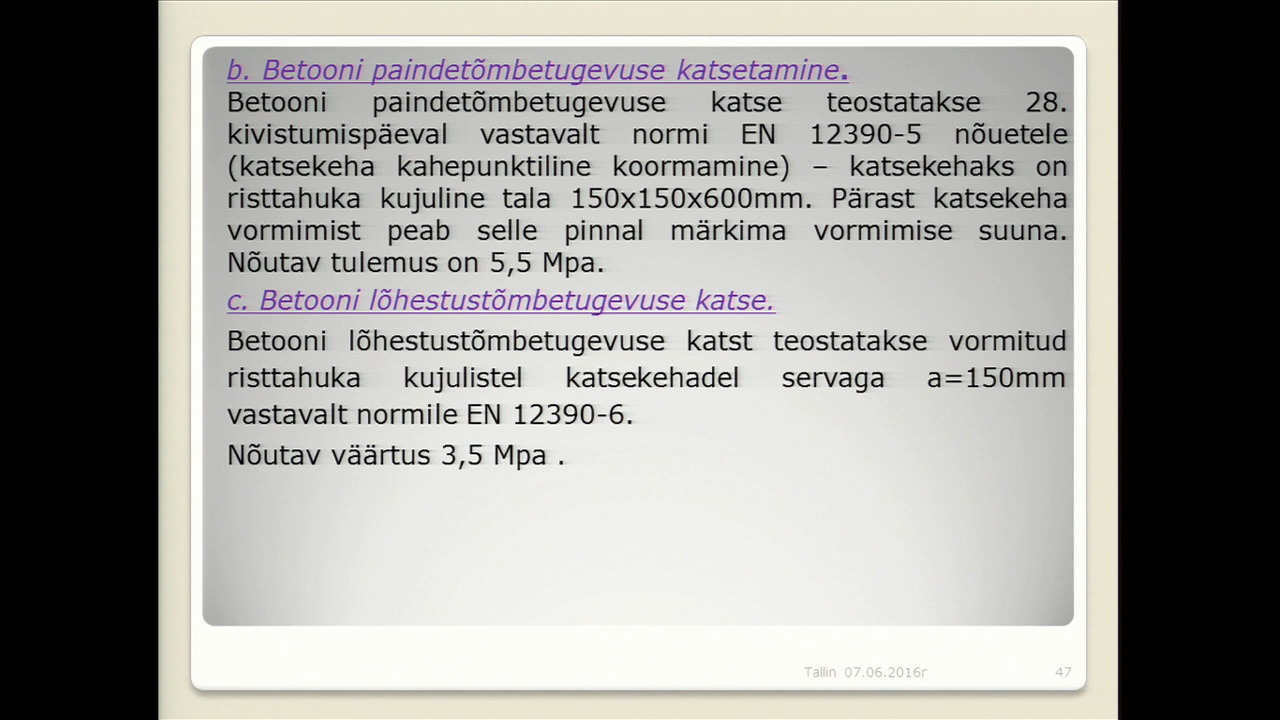 b. Betooni paindetõmbetugevuse katsetamine.
Betooni paindetõmbetugevuse katse teostatakse 28.
kivistumispäeval vastavalt normi EN 12390-5 nõuetele
(katsekeha kahepunktiline koormamine) – katsekehaks on
risttahuka kujuline tala 150x150x600mm. Pärast katsekeha
vormimist peab selle pinnal märkima vormimise suuna.
Nõutav tulemus on 5,5 Mpa.
c. Betooni lõhestustõmbetugevuse katse.
Betooni lõhestustõmbetugevuse katst teostatakse vormitud
risttahuka kujulistel katsekehadel servaga a=150mm
vastavalt normile EN 12390-6.
Nõutav väärtus 3,5 Mpa .
Tallin 07.06.2016r 47